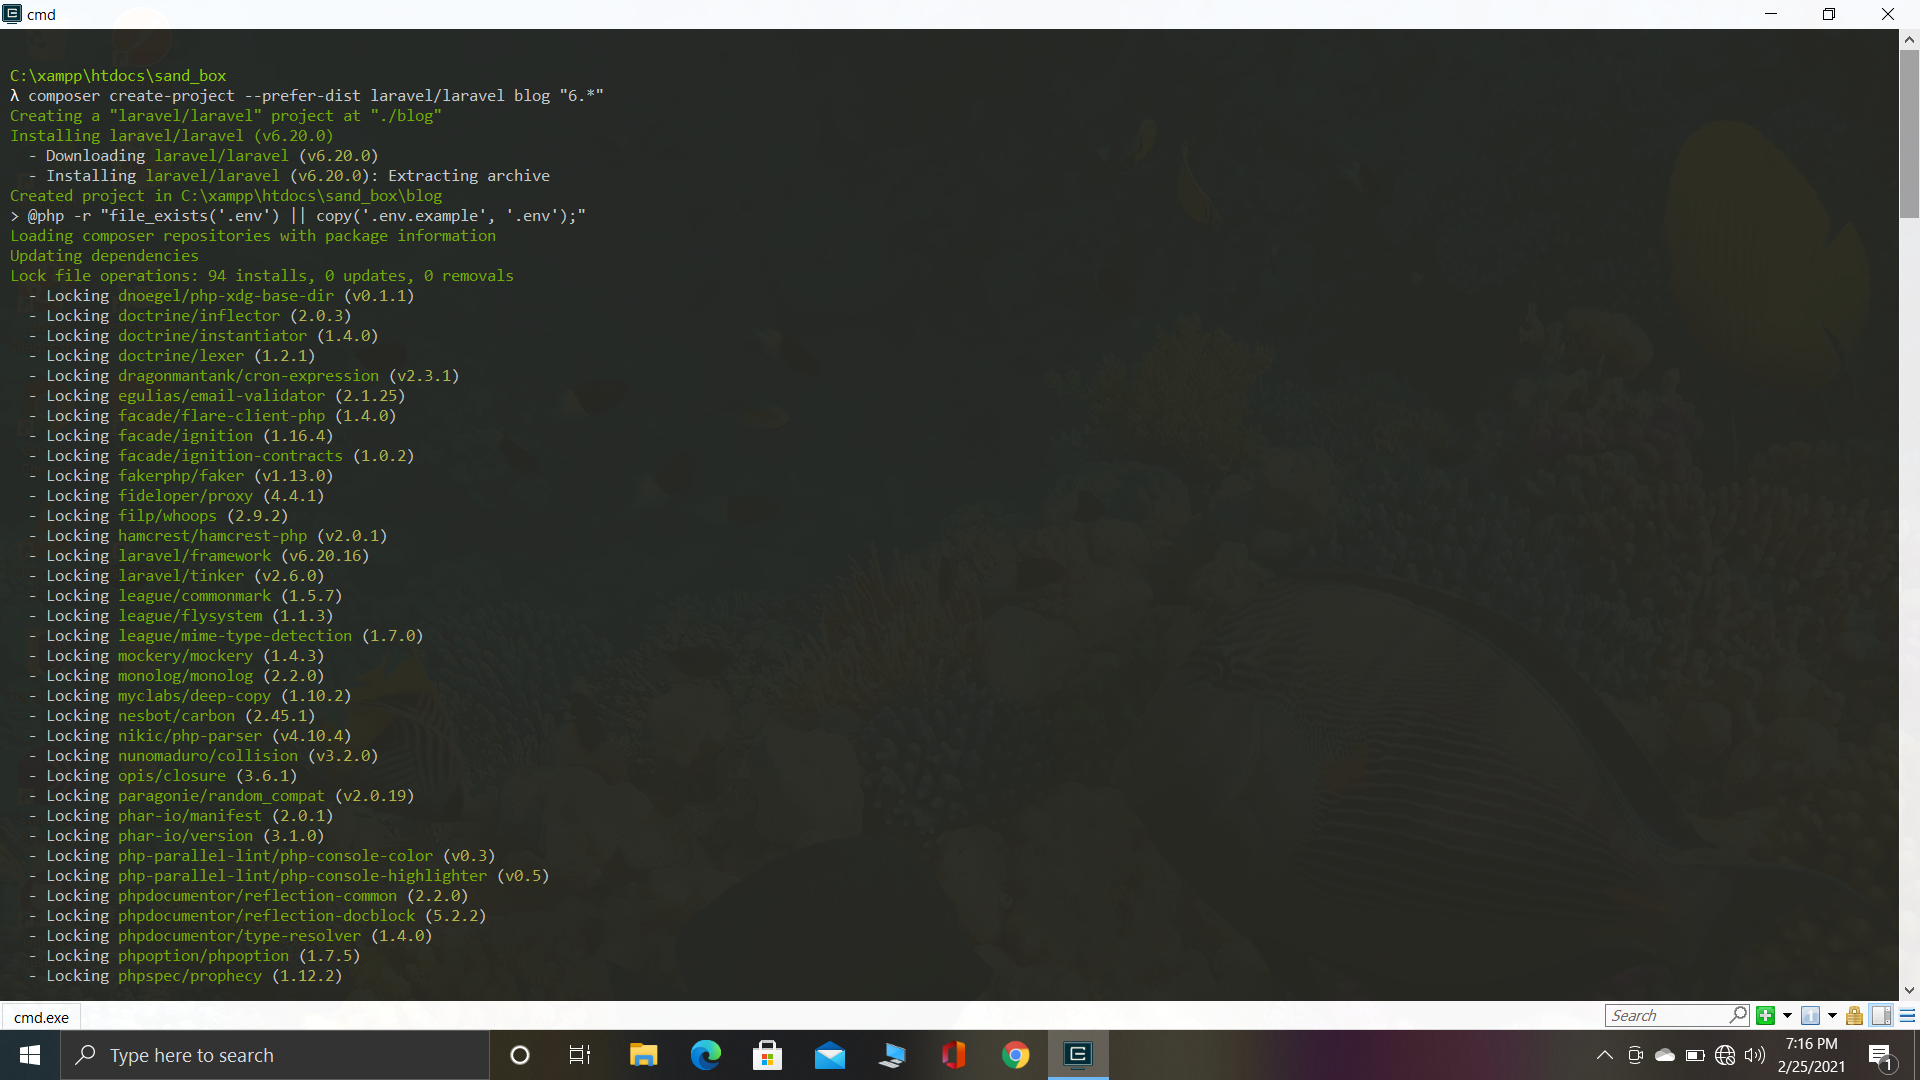 cmd
C:\xampp\htdocs\sand_box
λ composer create-project --prefer-dist laravel/laravel blog "6.*"
Creating a "laravel/laravel" project at "./blog"
Installing laravel/laravel (v6.20.0)
- Downloading laravel/laravel (v6.20.0)
- Installing laravel/laravel (v6.20.0): Extracting archive
Created project in C:\xampp\htdocs\sand_box\blog
> @php -r "file_exists('.env') || copy('.env.example', '.env');"
Loading composer repositories with package information
Updating dependencies
Lock file operations: 94 installs, 0 updates, 0 removals
- Locking dnoegel/php-xdg-base-dir (v0.1.1)
- Locking doctrine/inflector (2.0.3)
- Locking doctrine/instantiator (1.4.0)
- Locking doctrine/lexer (1.2.1)
- Locking dragonmantank/cron-expression (v2.3.1)
- Locking egulias/email-validator (2.1.25)
- Locking facade/flare-client-php (1.4.0)
- Locking facade/ignition (1.16.4)
- Locking facade/ignition-contracts (1.0.2)
- Locking fakerphp/faker (v1.13.0)
- Locking fideloper/proxy (4.4.1)
- Locking filp/whoops (2.9.2)
- Locking hamcrest/hamcrest-php (v2.0.1)
- Locking laravel/framework (v6.20.16)
- Locking laravel/tinker (v2.6.0)
- Locking league/commonmark (1.5.7)
- Locking league/flysystem (1.1.3)
- Locking league/mime-type-detection (1.7.0)
- Locking mockery/mockery (1.4.3)
- Locking monolog/monolog (2.2.0)
- Locking myclabs/deep-copy (1.10.2)
- Locking nesbot/carbon (2.45.1)
- Locking nikic/php-parser (v4.10.4)
- Locking nunomaduro/collision (v3.2.0)
- Locking opis/closure (3.6.1)
- Locking paragonie/random_compat (v2.0.19)
- Locking phar-io/manifest (2.0.1)
- Locking phar-io/version (3.1.0)
- Locking php-parallel-lint/php-console-color (v0.3)
- Locking php-parallel-lint/php-console-highlighter (v0.5)
- Locking phpdocumentor/reflection-common (2.2.0)
- Locking phpdocumentor/reflection-docblock (5.2.2)
- Locking phpdocumentor/type-resolver (1.4.0)
- Locking phpoption/phpoption (1.7.5)
- Locking phpspec/prophecy (1.12.2)
cmd.exe
Search
Type here to search
7:16 PM
2/25/2021
1